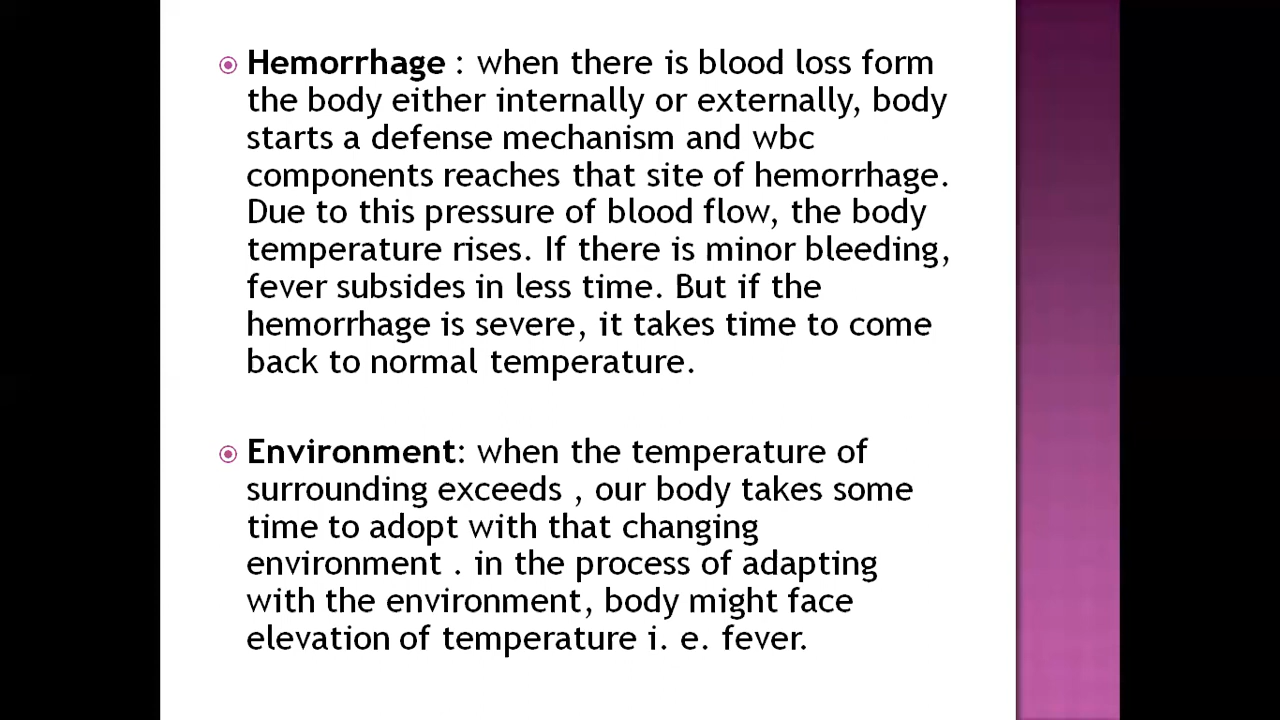 Hemorrhage : when there is blood loss form
the body either internally or externally, body
starts a defense mechanism and wbc
components reaches that site of hemorrhage.
Due to this pressure of blood flow, the body
temperature rises. If there is minor bleeding,
fever subsides in less time. But if the
hemorrhage is severe, it takes time to come
back to normal temperature.
Environment: when the temperature of
surrounding exceeds , our body takes some
time to adopt with that changing
environment . in the process of adapting
with the environment, body might face
elevation of temperature i. e. fever.